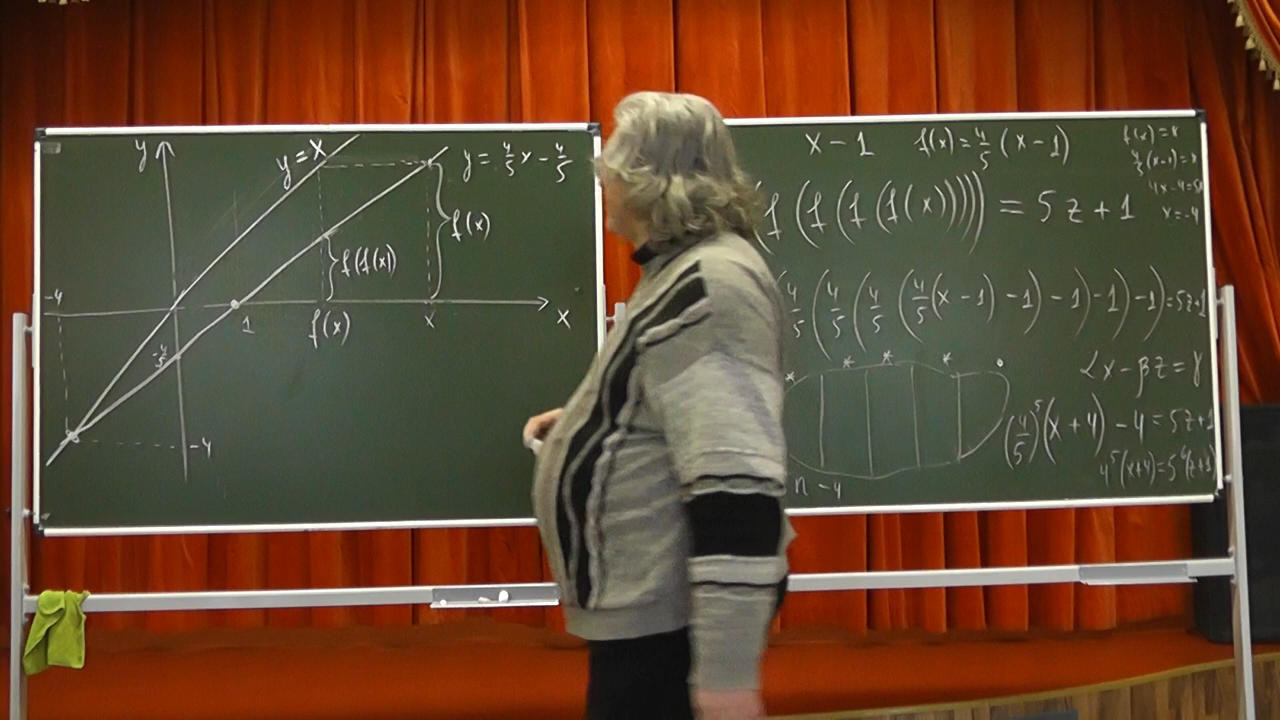 y
y = x
y = 4/5 x - 4/5
f(x)
f(f(x))
-4
1
f(x)
x
x
-4/5
-4
x - 1
f(x) = 4/5 (x - 1)
f(x) = x
4/5 (x-1) = x
4x - 4 = 5x
x = -4
(f (f (f (f(x))))) = 5z + 1
(4/5 (4/5 (4/5 (4/5 (x - 1) - 1) - 1) - 1) - 1) = 5z+1
* * * *
αx - βz = γ
(4/5)^5 (x + 4) - 4 = 5z+1
4^5 (x+4) = 5^6 (z+1)
n - 4